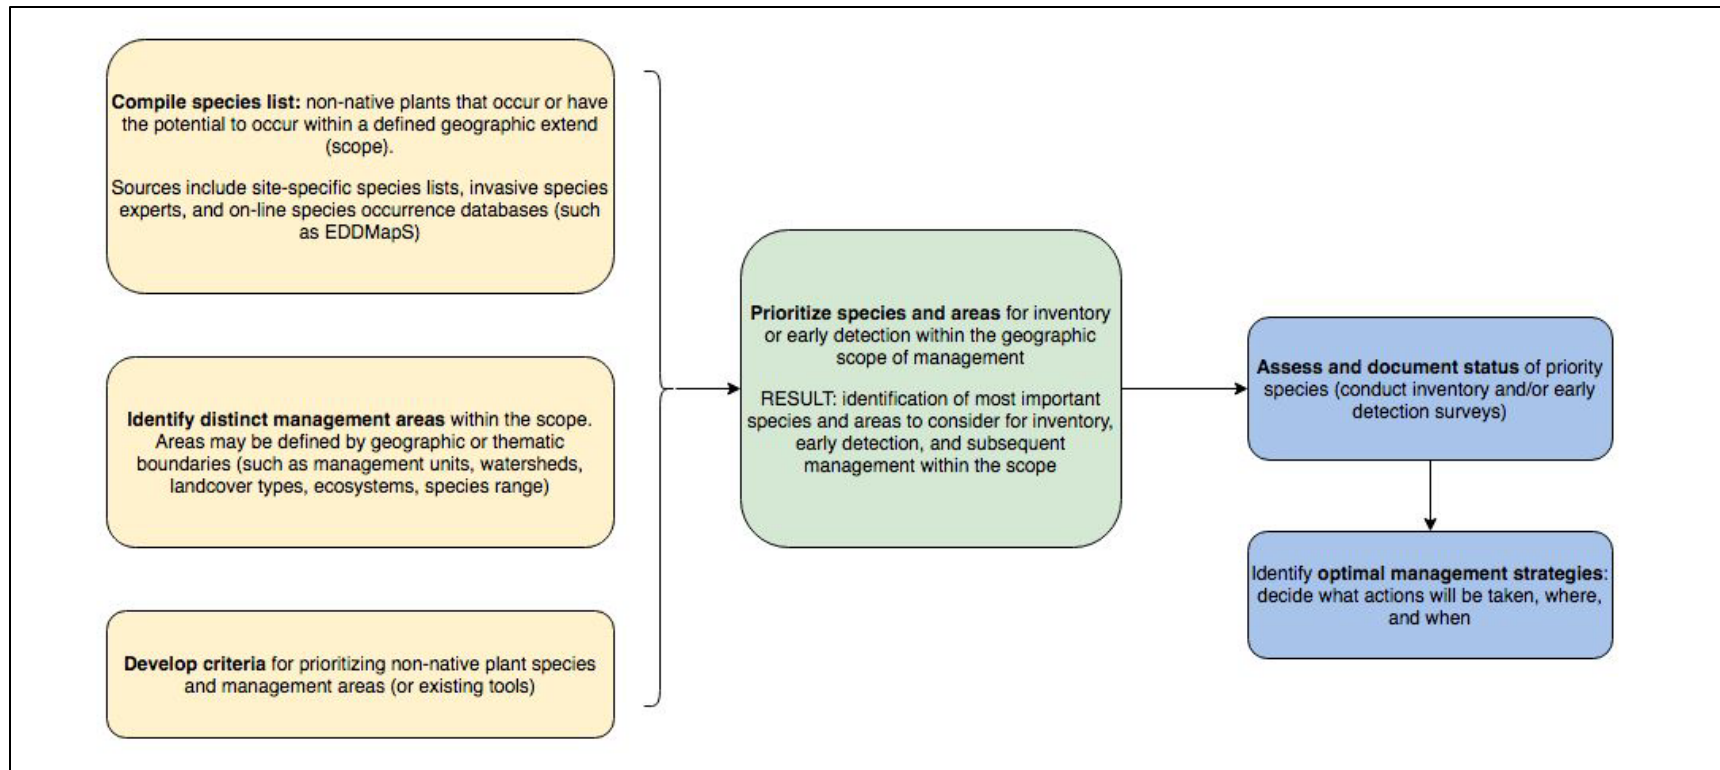 Compile species list: non-native plants that occur or have
the potential to occur within a defined geographic extend
(scope).
Sources include site-specific species lists, invasive species
experts, and on-line species occurrence databases (such
as EDDMapS)
Identify distinct management areas within the scope.
Areas may be defined by geographic or thematic
boundaries (such as management units, watersheds,
landcover types, ecosystems, species range)
Develop criteria for prioritizing non-native plant species
and management areas (or existing tools)
Prioritize species and areas for inventory
or early detection within the geographic
scope of management
RESULT: identification of most important
species and areas to consider for inventory,
early detection, and subsequent
management within the scope
Assess and document status of priority
species (conduct inventory and/or early
detection surveys)
Identify optimal management strategies:
decide what actions will be taken, where,
and when